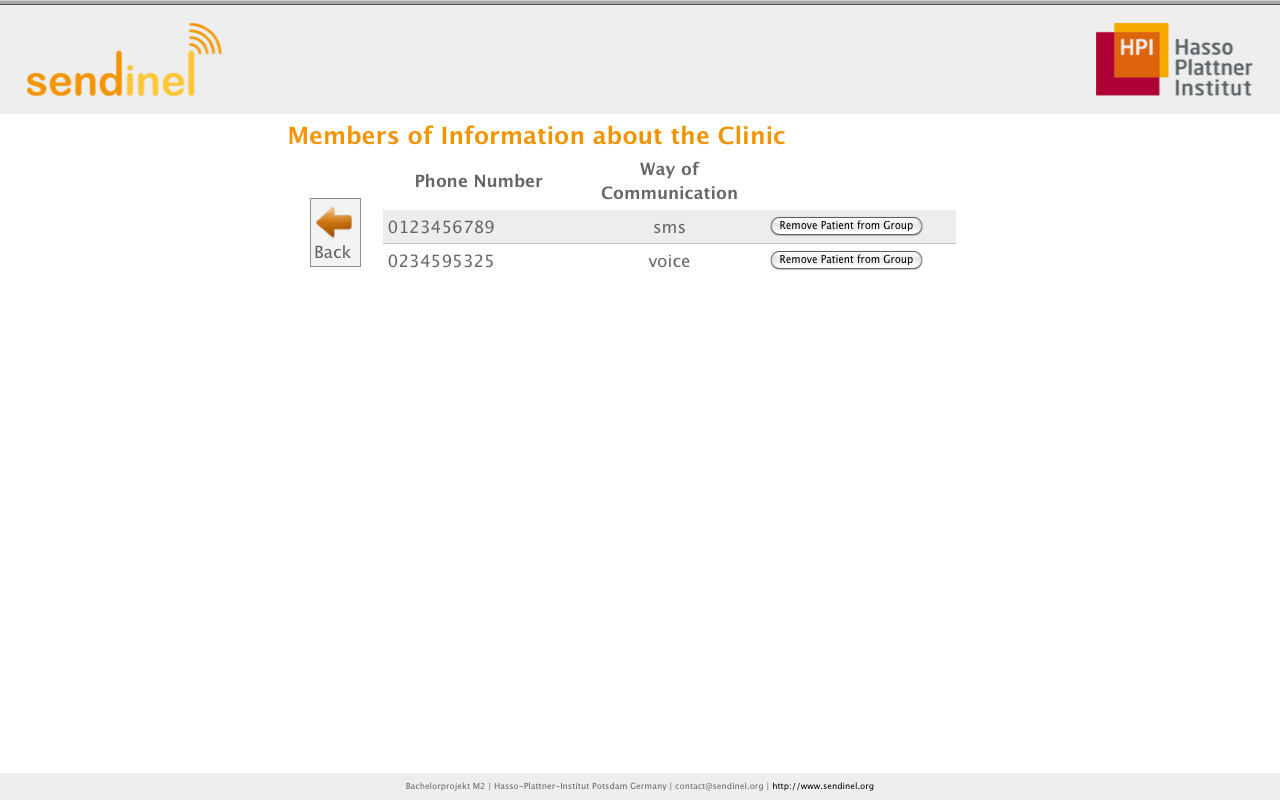 sendinel
HPI Hasso
Plattner
Institut
Members of Information about the Clinic
Phone Number
Way of
Communication
0123456789 sms Remove Patient from Group
Back
0234595325 voice Remove Patient from Group
Bachelorprojekt M2 | Hasso-Plattner-Institut Potsdam Germany | contact@sendinel.org | http://www.sendinel.org